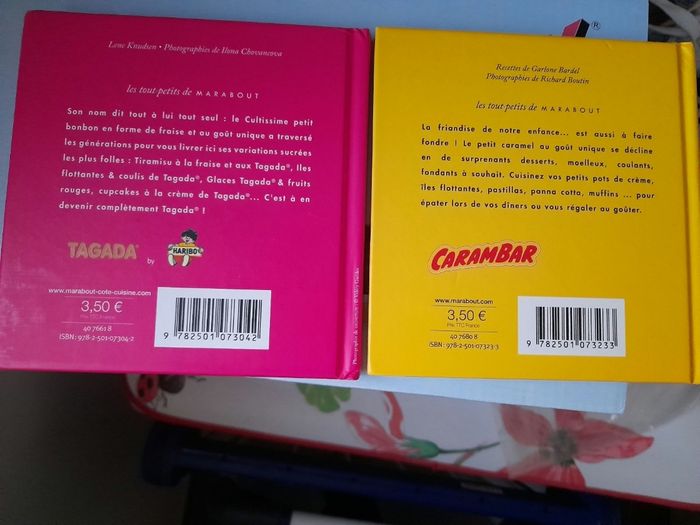 Lene Knudsen • Photographies de Ilona Chovancova
les tout-petits de MARABOUT
Son nom dit tout à lui tout seul : le Cultissime petit
bonbon en forme de fraise et au goût unique a traversé
les générations pour vous livrer ici ses variations sucrées
les plus folles : Tiramisu à la fraise et aux Tagada®, Iles
flottantes & coulis de Tagada®, Glaces Tagada® & fruits
rouges, cupcakes à la crème de Tagada®... C'est à en
devenir complètement Tagada® !
TAGADA®
by
HARIBO
www.marabout-cote-cuisine.com
3,50 €
Prix TTC France
40 7661 8
ISBN: 978-2-501-07304-2
9 782501 073042
Recettes de Garlone Bardel
Photographies de Richard Boutin
les tout-petits de MARABOUT
La friandise de notre enfance... est aussi à faire
fondre ! Le petit caramel au goût unique se décline
en de surprenants desserts, moelleux, coulants,
fondants à souhait. Cuisinez vos petits pots de crème,
îles flottantes, pastillas, panna cotta, muffins ... pour
épater lors de vos dîners ou vous régaler au goûter.
CARAMBAR
www.marabout.com
3,50 €
Prix TTC France
40 7680 8
ISBN: 978-2-501-07323-3
9 782501 073233
®